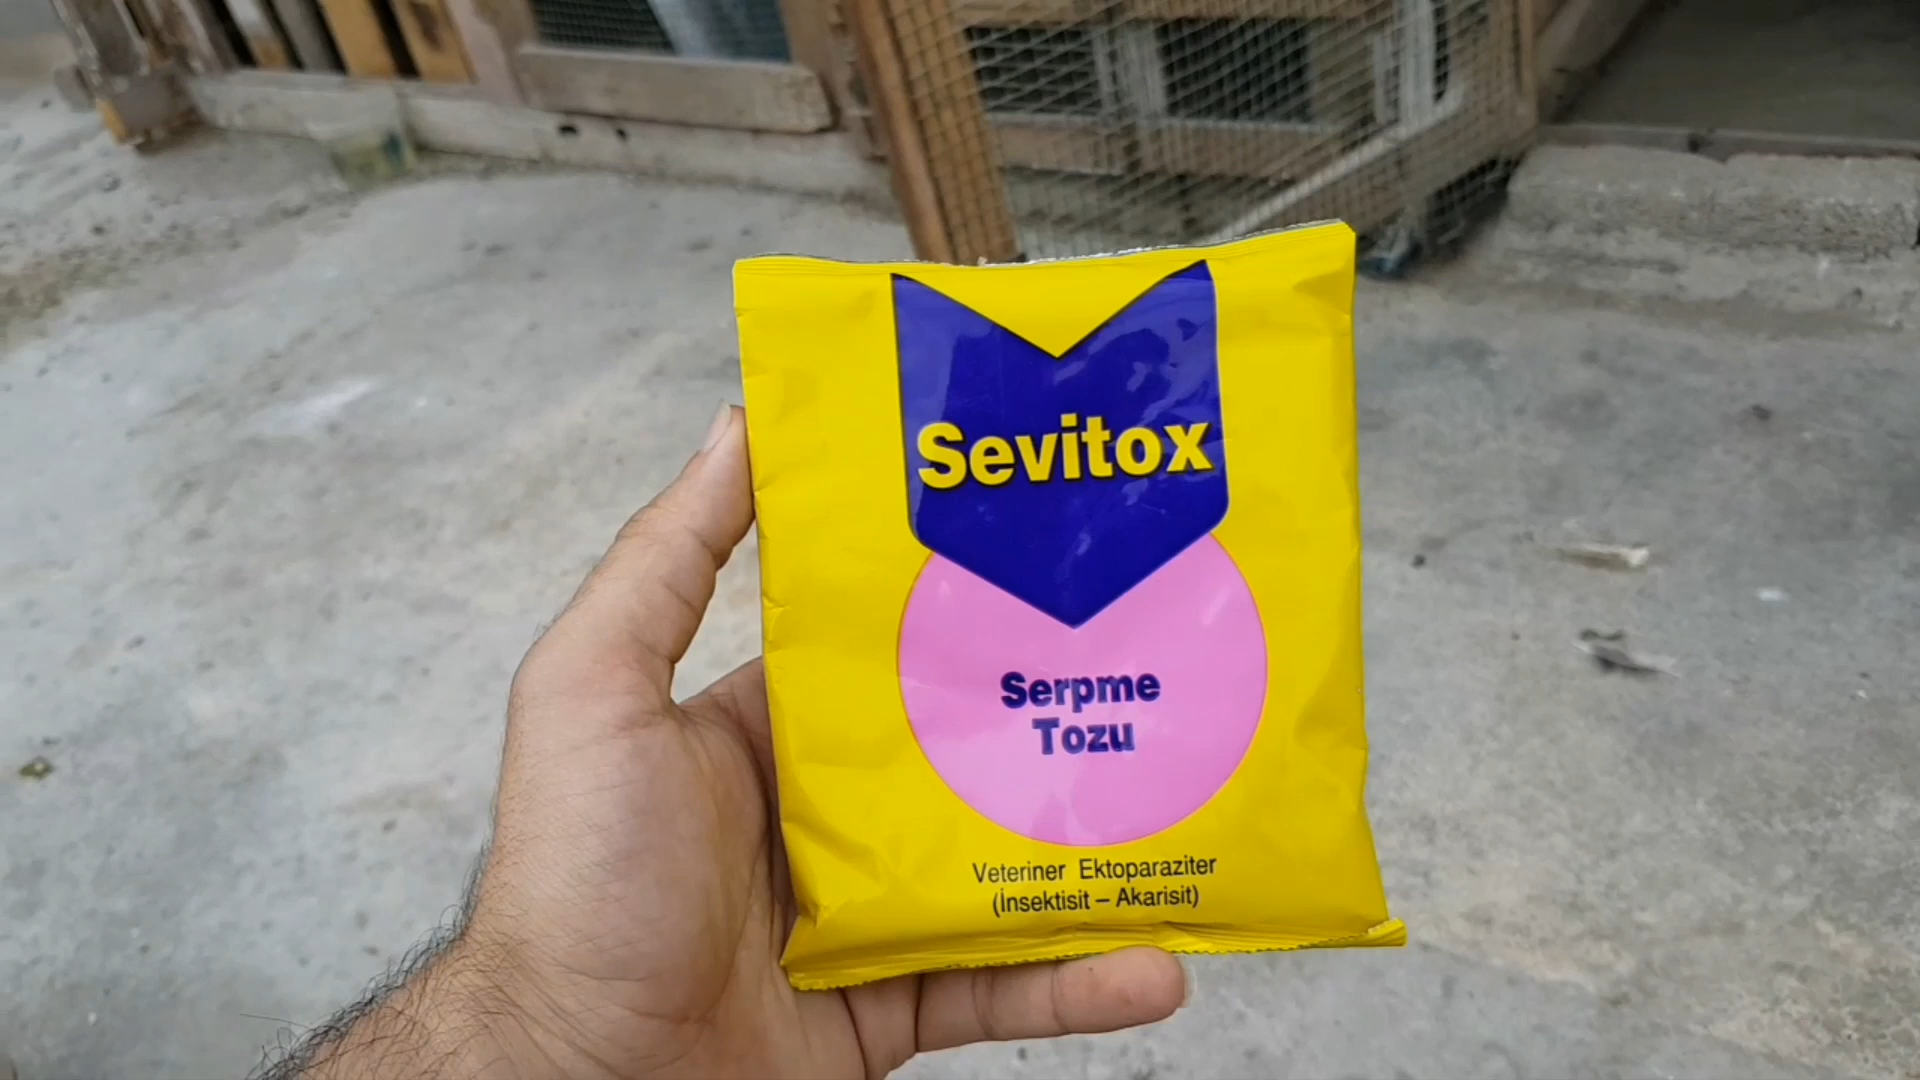 Sevitox
Serpme
Tozu
Veteriner Ektoparaziter
(İnsektisit – Akarisit)